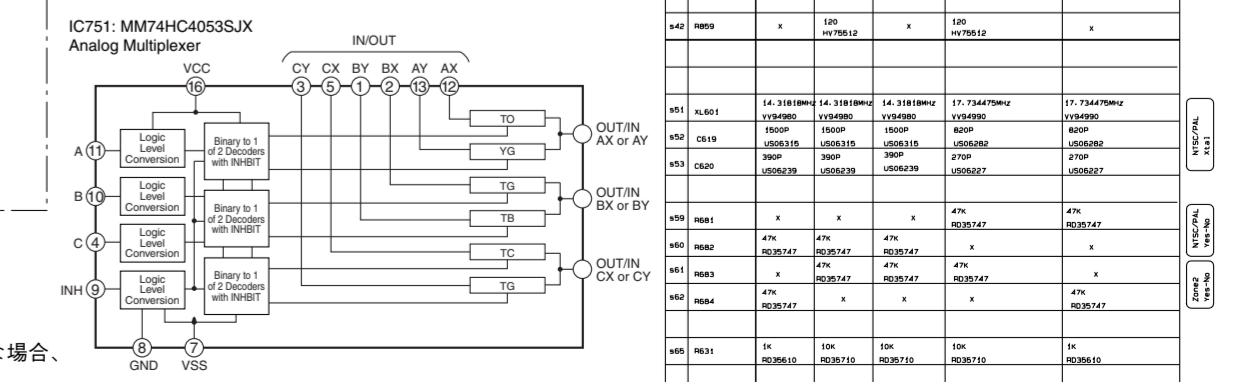 IC751: MM74HC4053SJX
Analog Multiplexer
IN/OUT
VCC
CY CX BY BX AY AX
16 3 5 1 2 13 12
A 11
Logic
Level
Conversion
Binary to 1
of 2 Decoders
with INHBIT
TO
YG
OUT/IN
AX or AY
B 10
Logic
Level
Conversion
Binary to 1
of 2 Decoders
with INHBIT
TG
TB
OUT/IN
BX or BY
C 4
Logic
Level
Conversion
TC
TG
OUT/IN
CX or CY
INH 9
Logic
Level
Conversion
Binary to 1
of 2 Decoders
with INHBIT
8 7
GND VSS
場合、
s42 R859 x 120 x 120 x
HV75512 HV75512
s51 XL601 14.31818MHz 14.31818MHz 14.31818MHz 17.734475MHz 17.734475MHz
VV94980 VV94980 VV94980 VV94990 VV94990
s52 C619 1500P 1500P 1500P 820P 820P
US06315 US06315 US06315 US06282 US06282
s53 C620 390P 390P 390P 270P 270P
US06239 US06239 US06239 US06227 US06227
NTSC/PAL
Xtal
s59 R681 x x x 47K 47K
RD35747 RD35747
s60 R682 47K 47K 47K x x
RD35747 RD35747 RD35747
NTSC/PAL
Yes-No
s61 R683 x 47K 47K 47K x
RD35747 RD35747 RD35747
s62 R684 47K x x x 47K
RD35747 RD35747
Zone2
Yes-No
s65 R631 1K 10K 10K 10K 1K
RD35610 RD35710 RD35710 RD35710 RD35610